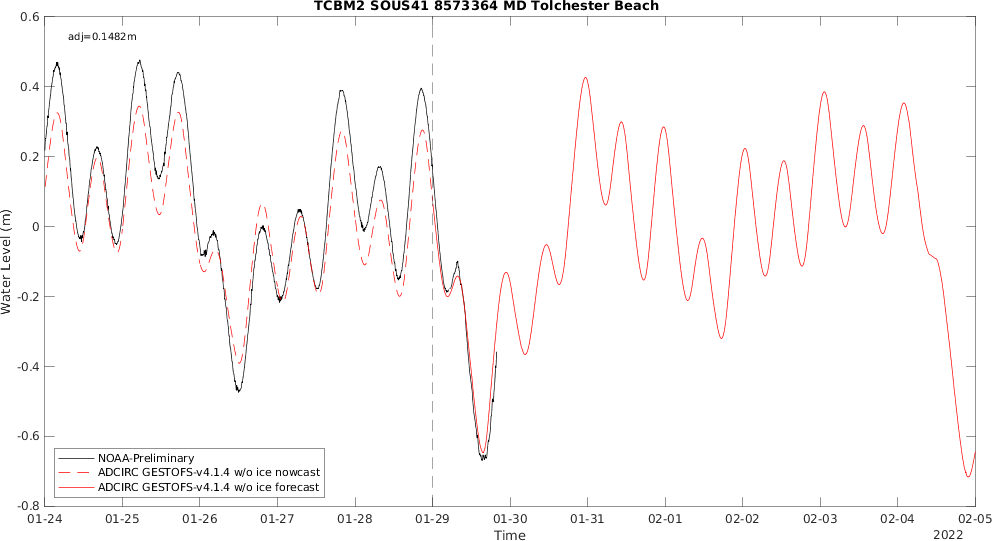 TCBM2 SOUS41 8573364 MD Tolchester Beach
adj=0.1482m
0.6
0.4
0.2
0
-0.2
-0.4
-0.6
-0.8
Water Level (m)
NOAA-Preliminary
ADCIRC GESTOFS-v4.1.4 w/o ice nowcast
ADCIRC GESTOFS-v4.1.4 w/o ice forecast
01-24 01-25 01-26 01-27 01-28 01-29 01-30 01-31 02-01 02-02 02-03 02-04 02-05
Time
2022